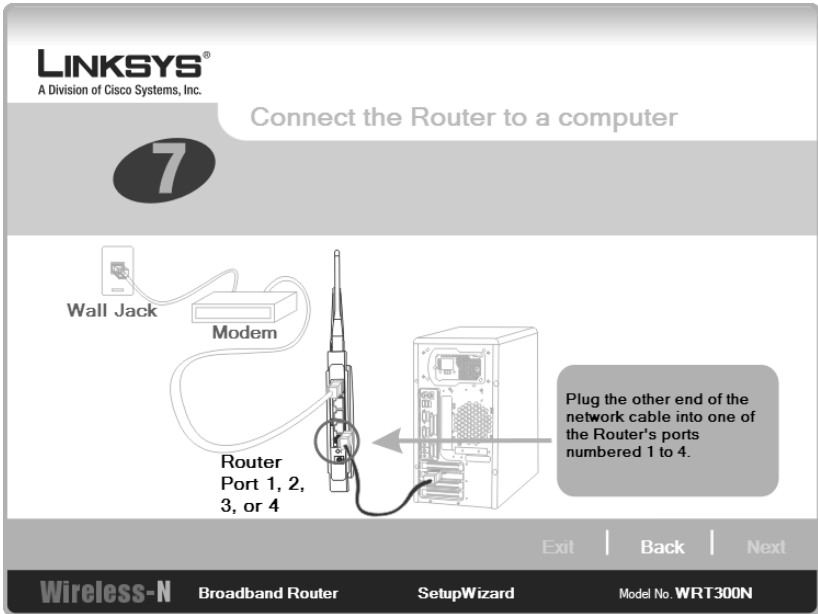 LINKSYS®
A Division of Cisco Systems, Inc.
Connect the Router to a computer
7
Wall Jack
Modem
Router
Port 1, 2,
3, or 4
Plug the other end of the
network cable into one of
the Router's ports
numbered 1 to 4.
Exit | Back | Next
Wireless-N Broadband Router SetupWizard Model No. WRT300N